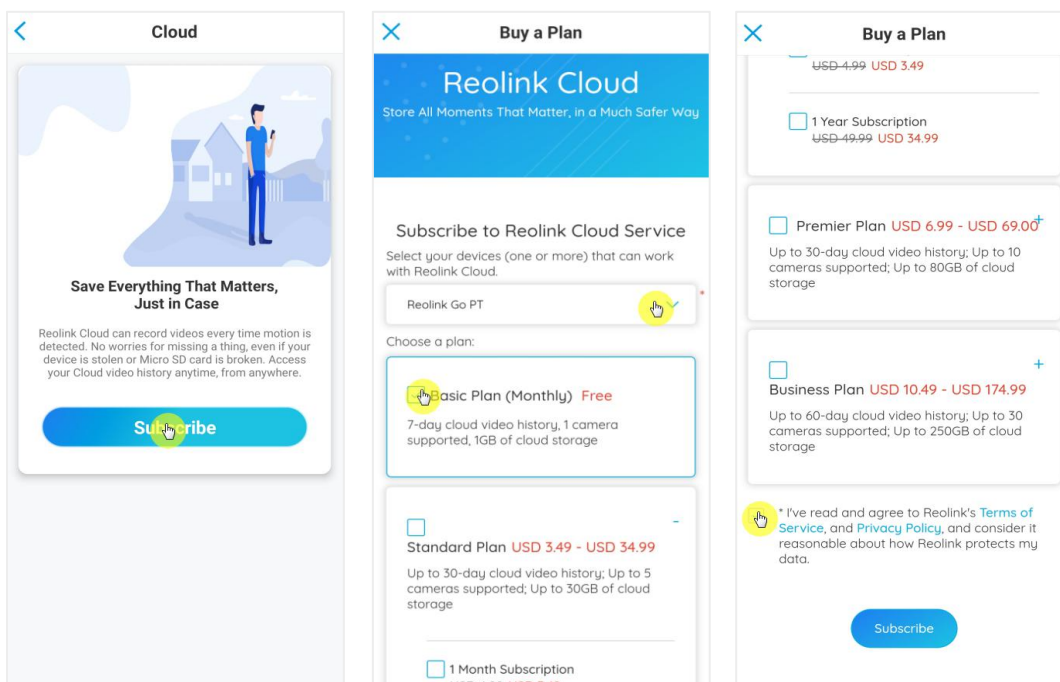 Cloud
Save Everything That Matters,
Just in Case
Reolink Cloud can record videos every time motion is
detected. No worries for missing a thing, even if your
device is stolen or Micro SD card is broken. Access
your Cloud video history anytime, from anywhere.
Subscribe
Buy a Plan
Reolink Cloud
Store All Moments That Matter, in a Much Safer Way
Subscribe to Reolink Cloud Service
Select your devices (one or more) that can work
with Reolink Cloud.
Reolink Go PT
*
Choose a plan:
Basic Plan (Monthly) Free
7-day cloud video history, 1 camera
supported, 1GB of cloud storage
-
Standard Plan USD 3.49 - USD 34.99
Up to 30-day cloud video history; Up to 5
cameras supported; Up to 30GB of cloud
storage
1 Month Subscription
Buy a Plan
USD 4.99 USD 3.49
1 Year Subscription
USD 49.99 USD 34.99
Premier Plan USD 6.99 - USD 69.00
+
Up to 30-day cloud video history; Up to 10
cameras supported; Up to 80GB of cloud
storage
+
Business Plan USD 10.49 - USD 174.99
Up to 60-day cloud video history; Up to 30
cameras supported; Up to 250GB of cloud
storage
* I've read and agree to Reolink's Terms of
Service, and Privacy Policy, and consider it
reasonable about how Reolink protects my
data.
Subscribe